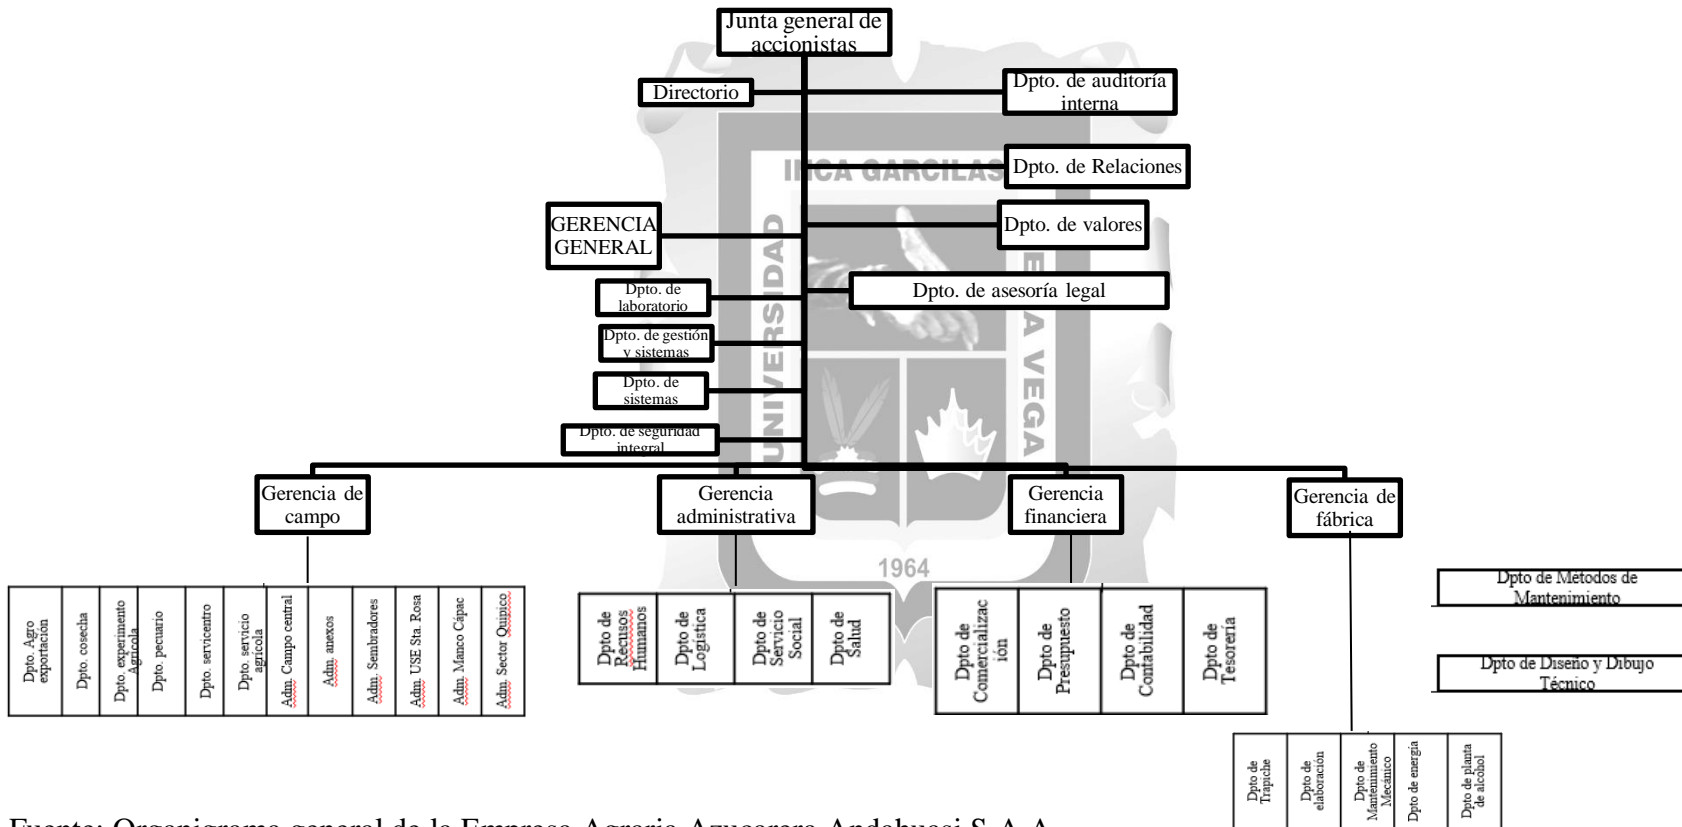 Junta general de
accionistas
Directorio
Dpto. de auditoría
interna
INCA GARCILAS
Dpto. de Relaciones
GERENCIA
GENERAL
Dpto. de valores
UNIVERSIDAD
E
A VEGA
Dpto. de
laboratorio
Dpto. de asesoría legal
Dpto. de gestión
y sistemas
Dpto. de
sistemas
Dpto. de seguridad
integral
Gerencia de
campo
Gerencia
administrativa
Gerencia
financiera
Gerencia de
fábrica
1964
Dpto. Agro
exportación
Dpto. cosecha
Dpto. experimento
Agrícola
Dpto. pecuario
Dpto. servicentro
Dpto. servicio
agrícola
Adm. Campo central
Adm. anexos
Adm. Sembradores
Adm. USE Sta. Rosa
Adm. Manco Cápac
Adm. Sector Quipico
Dpto de
Recusos
Humanos
Dpto de
Logística
Dpto de
Servicio
Social
Dpto de
Salud
Dpto de
Comercializac
ión
Dpto de
Presupuesto
Dpto de
Contabilidad
Dpto de
Tesorería
Dpto de Métodos de
Mantenimiento
Dpto de Diseño y Dibujo
Técnico
Dpto de
Trapiche
Dpto de
elaboración
Dpto de
Mantenimiento
Mecánico
Dpto de energía
Dpto de planta
de alcohol
Fuente: Organigrama general de la Empresa Agraria Azucarera Andahuasi S.A.A